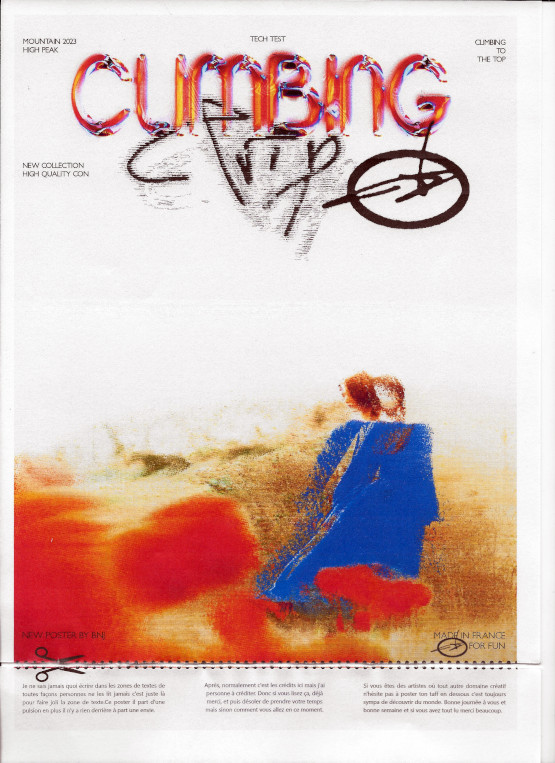 MOUNTAIN 2023
HIGH PEAK
TECH TEST
CLIMBING
TO
THE TOP
CLIMBING
NEW COLLECTION
HIGH QUALITY CON
NEW POSTER BY BNJ
MADE IN FRANCE
FOR FUN
Je ne sais jamais quoi écrire dans les zones de textes de
toutes façons personnes ne les lit jamais c'est juste là
pour faire joli la zone de texte.Ce poster il part d'une
pulsion en plus il n'y a rien derrière à part une envie.
Après, normalement c'est les crédits ici mais j'ai
personne à créditer. Donc si vous lisez ça, déjà
merci, et puis désoler de prendre votre temps
mais sinon comment vous allez en ce moment.
Si vous êtes des artistes où tout autre domaine créatif
n'hésite pas à poster ton taff en dessous c'est toujours
sympa de découvrir du monde. Bonne journée à vous et
bonne semaine et si vous avez tout lu merci beaucoup.